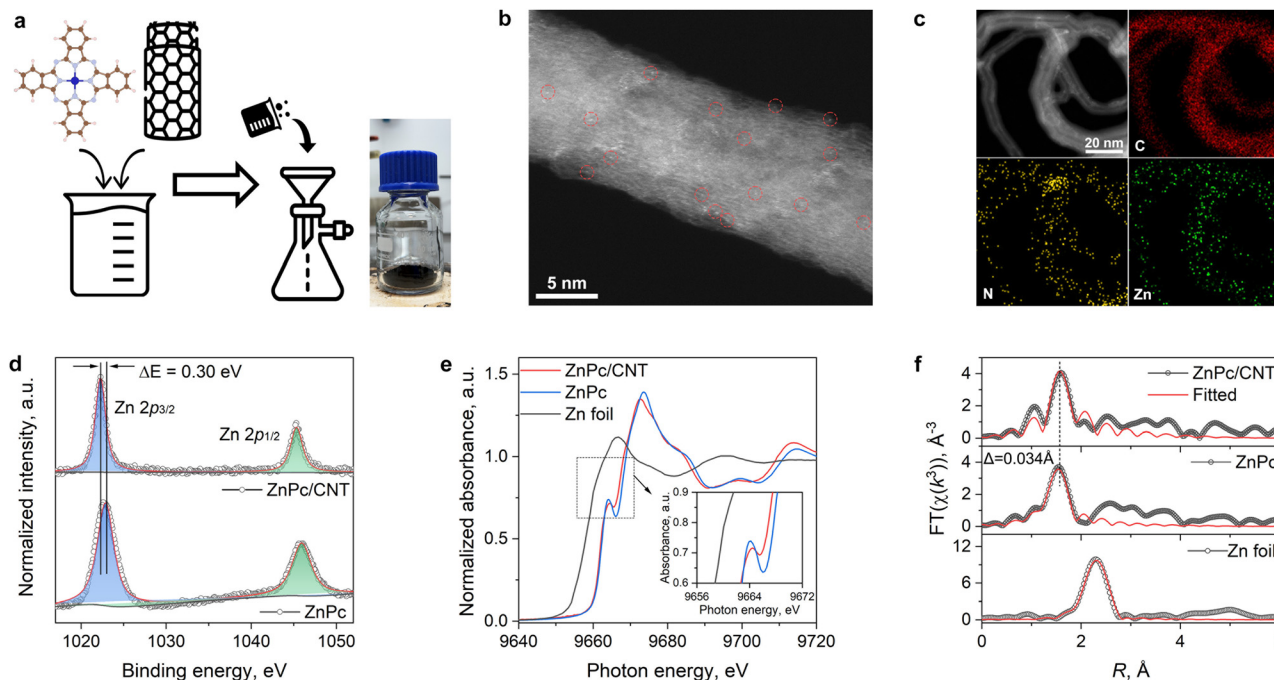 a
b
5 nm
c
20 nm
C
N
Zn
d
ΔE = 0.30 eV
Zn 2p3/2
Zn 2p1/2
ZnPc/CNT
ZnPc
Normalized intensity, a.u.
1020
1030
1040
1050
Binding energy, eV
e
ZnPc/CNT
ZnPc
Zn foil
Normalized absorbance, a.u.
1.5
1.0
0.5
0.0
9640
9660
9680
9700
9720
Photon energy, eV
Absorbance, a.u.
0.9
0.8
0.7
0.6
9656
9664
9672
Photon energy, eV
f
ZnPc/CNT
Fitted
Δ=0.034Å
ZnPc
Zn foil
FT(χ(k³)), Å⁻³
4
2
0
4
2
0
12
6
0
0
2
4
R, Å